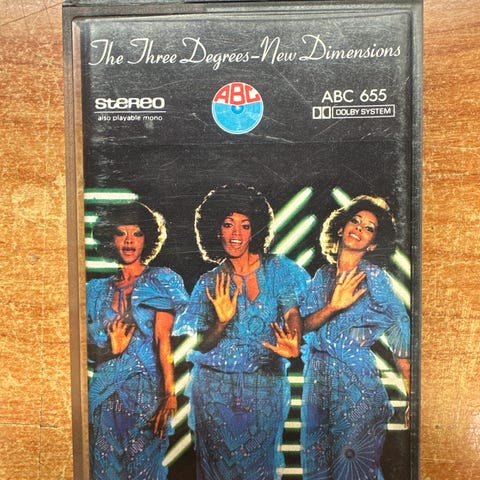 The Three Degrees–New Dimensions
stereo
also playable mono
ABC
ABC 655
DOLBY SYSTEM